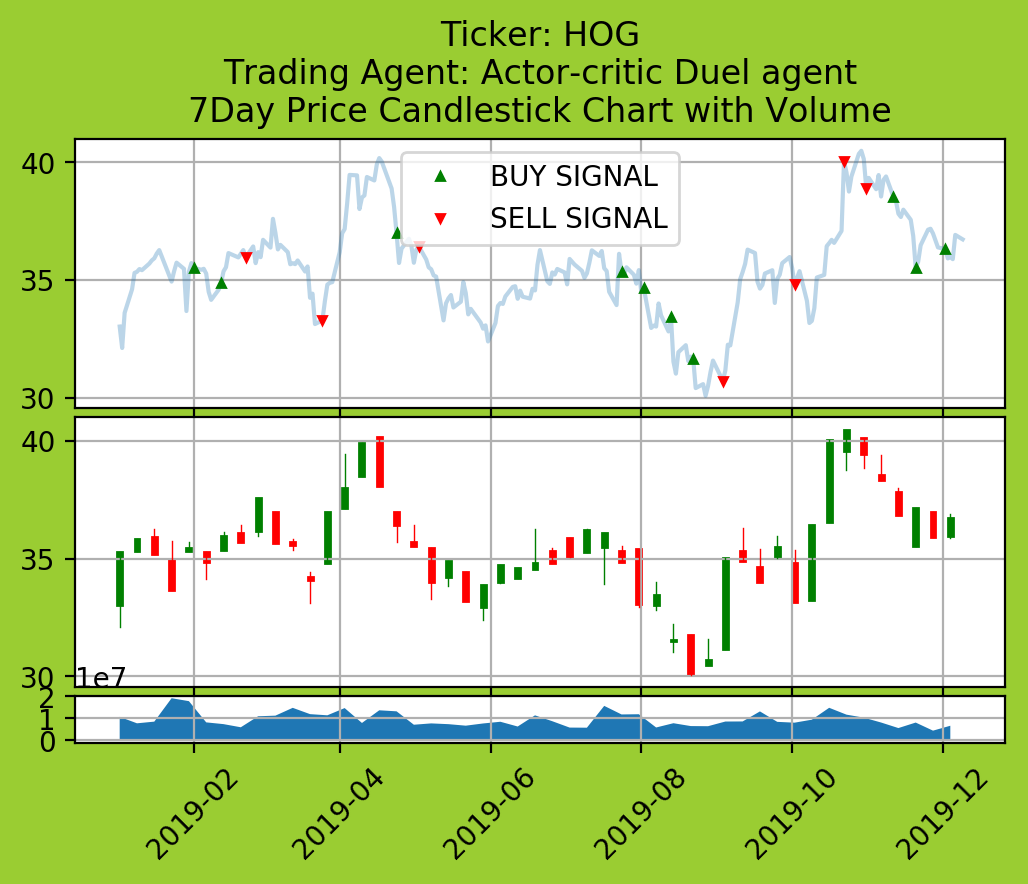 Ticker: HOG
Trading Agent: Actor-critic Duel agent
7Day Price Candlestick Chart with Volume
40
35
30
BUY SIGNAL
SELL SIGNAL
40
35
30
1e7
2
1
0
2019-02
2019-04
2019-06
2019-08
2019-10
2019-12